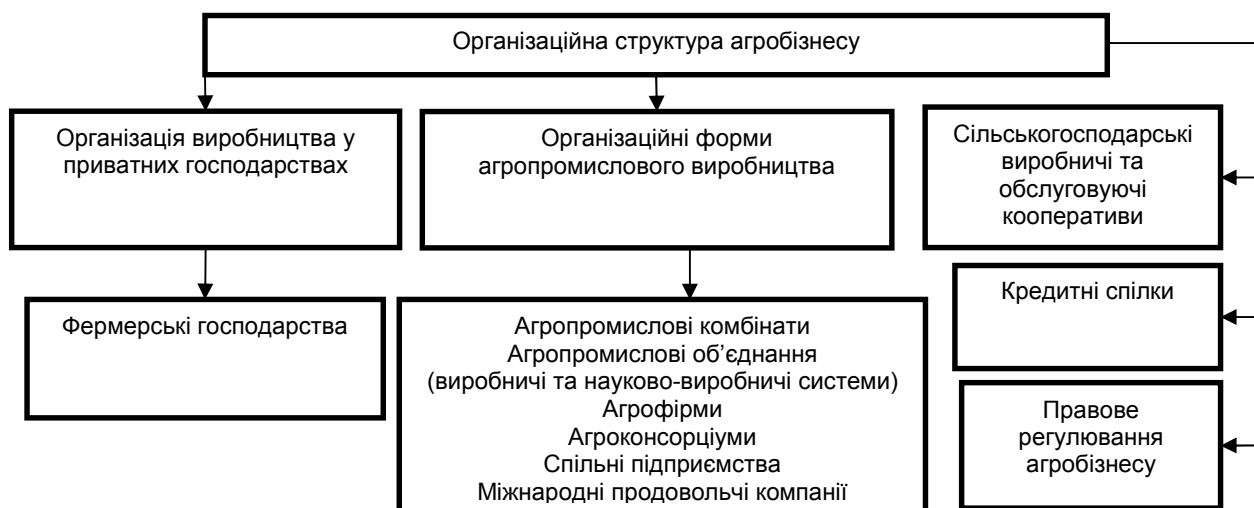 Організаційна структура агробізнесу
Організація виробництва у
приватних господарствах
Організаційні форми
агропромислового виробництва
Сільськогосподарські
виробничі та
обслуговуючі
кооперативи
Фермерські господарства
Агропромислові комбінати
Агропромислові об’єднання
(виробничі та науково-виробничі системи)
Агрофірми
Агроконсорціуми
Спільні підприємства
Міжнародні продовольчі компанії
Кредитні спілки
Правове
регулювання
агробізнесу